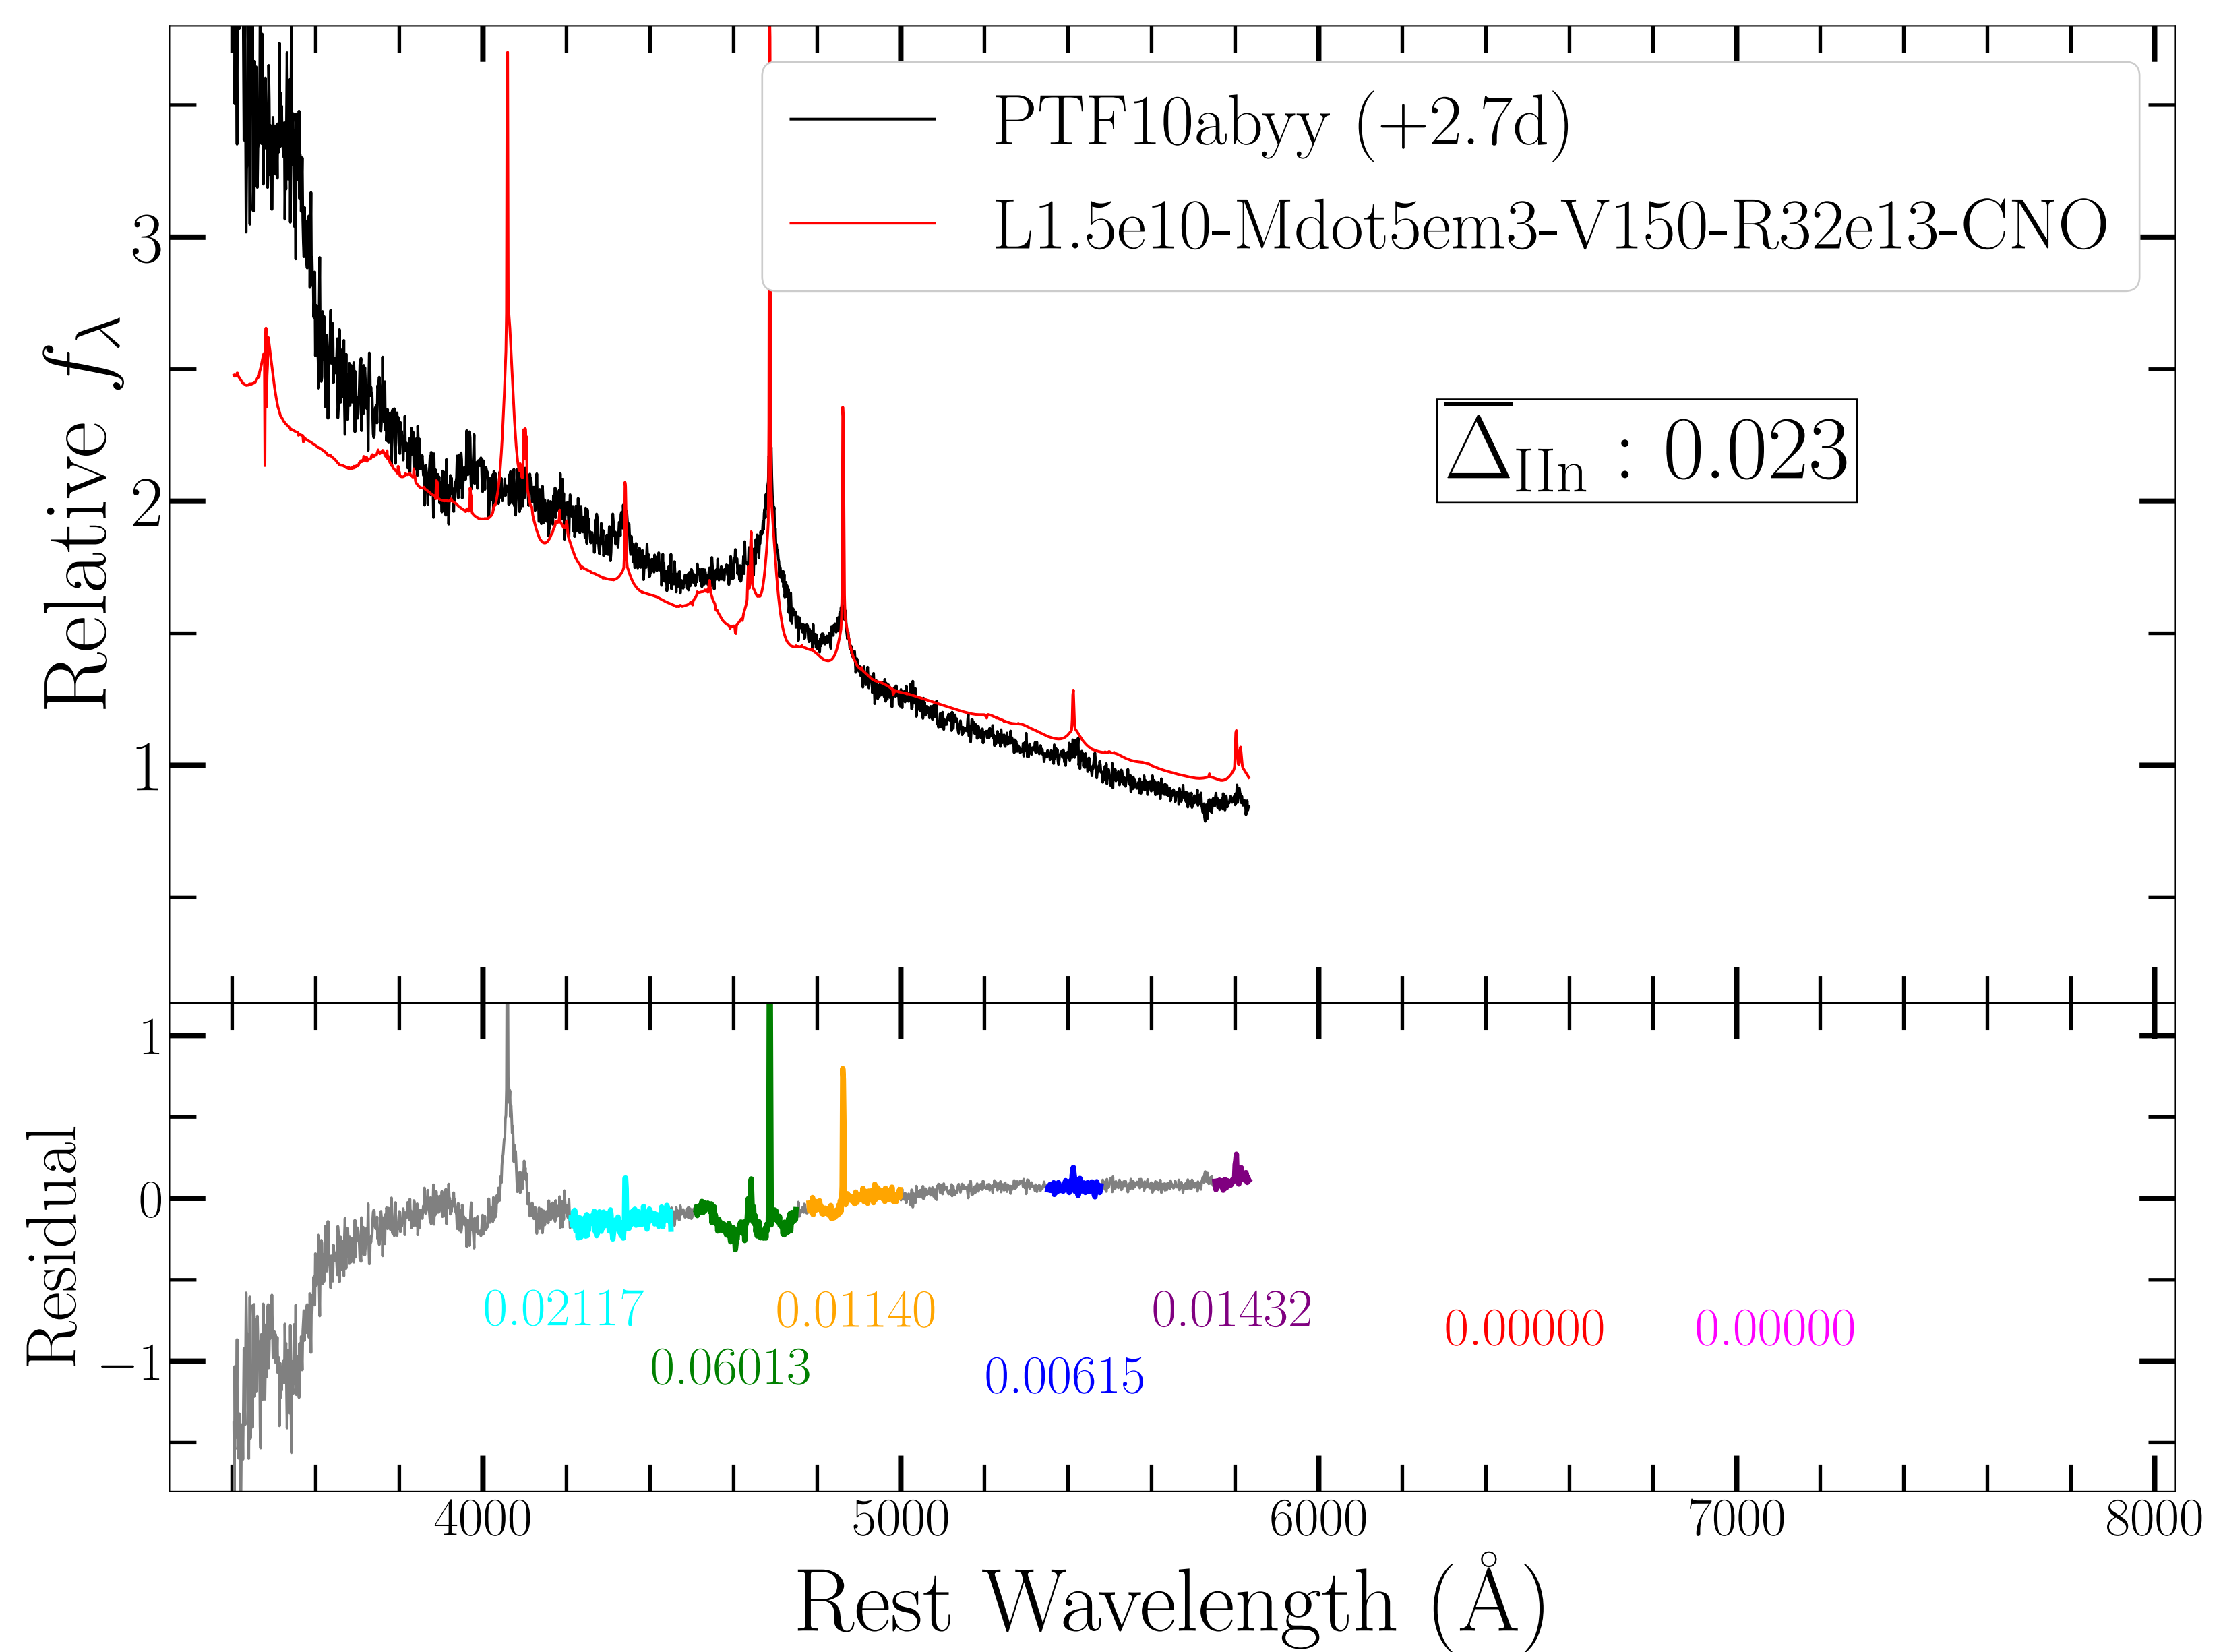 PTF10abyy (+2.7d)
L1.5e10-Mdot5em3-V150-R32e13-CNO
3
2
1
Relative fλ
Δ̅IIn : 0.023
1
0
−1
Residual
0.02117
0.01140
0.01432
0.00000
0.00000
0.06013
0.00615
4000 5000 6000 7000 8000
Rest Wavelength (Å)